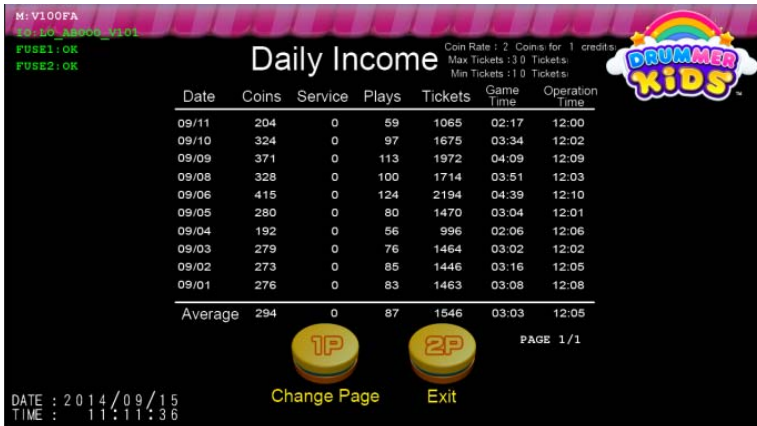 M:V100FA
IO:LO_AB000_V101
FUSE1:OK
FUSE2:OK
Daily Income
Coin Rate : 2 Coin(s) for 1 credit(s)
Max Tickets :30 Ticket(s)
Min Tickets :10 Ticket(s)
DRUMMER KiDS ™
Date Coins Service Plays Tickets Game Time Operation Time
09/11 204 0 59 1065 02:17 12:00
09/10 324 0 97 1675 03:34 12:02
09/09 371 0 113 1972 04:09 12:09
09/08 328 0 100 1714 03:51 12:03
09/06 415 0 124 2194 04:39 12:10
09/05 280 0 80 1470 03:04 12:01
09/04 192 0 56 996 02:06 12:06
09/03 279 0 76 1464 03:02 12:02
09/02 273 0 85 1446 03:16 12:05
09/01 276 0 83 1463 03:08 12:08
Average 294 0 87 1546 03:03 12:05
1P 2P PAGE 1/1
Change Page Exit
DATE : 2014/09/15
TIME : 11:11:36